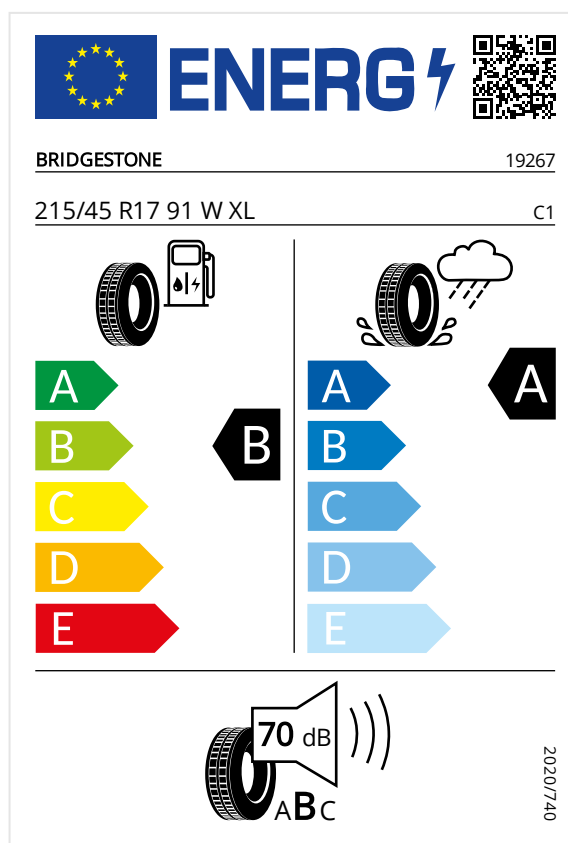 ENERG
BRIDGESTONE 19267
215/45 R17 91 W XL C1
A A A
B B B
C C
D D
E E
70 dB
ABC
2020/740